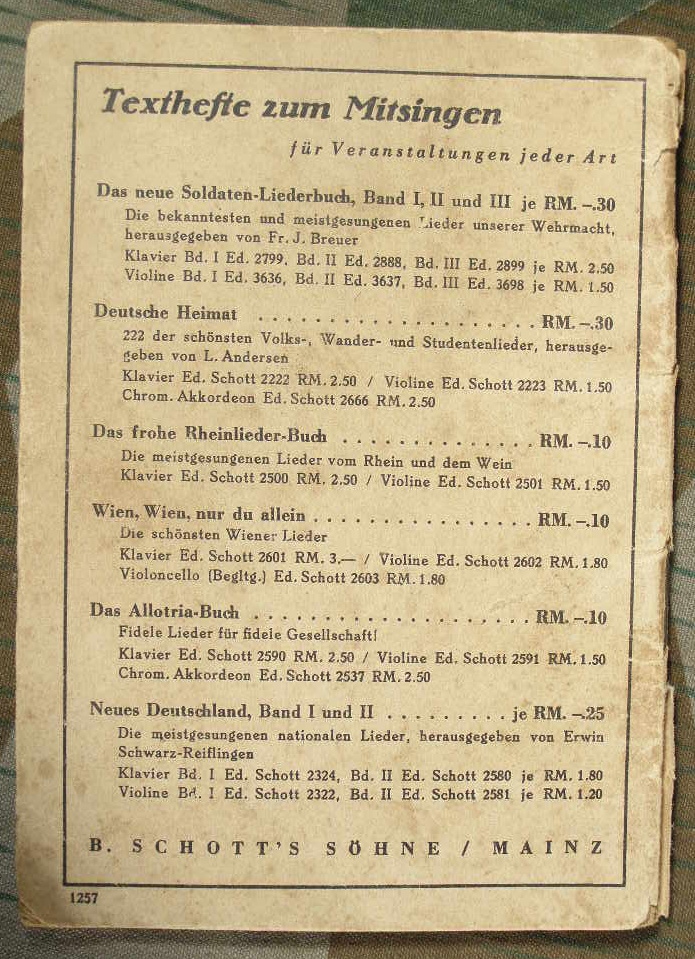 Texthefte zum Mitsingen
für Veranstaltungen jeder Art
Das neue Soldaten-Liederbuch, Band I, II und III je RM. –.30
Die bekanntesten und meistgesungenen Lieder unserer Wehrmacht,
herausgegeben von Fr. J. Breuer
Klavier Bd. I Ed. 2799, Bd. II Ed. 2888, Bd. III Ed. 2899 je RM. 2.50
Violine Bd. I Ed. 3636, Bd. II Ed. 3637, Bd. III Ed. 3698 je RM. 1.50
Deutsche Heimat . . . . . . . . . . . . . . . . . . . . RM. –.30
222 der schönsten Volks-, Wander- und Studentenlieder, herausge-
geben von L. Andersen
Klavier Ed. Schott 2222 RM. 2.50 / Violine Ed. Schott 2223 RM. 1.50
Chrom. Akkordeon Ed. Schott 2666 RM. 2.50
Das frohe Rheinlieder-Buch . . . . . . . . . . . . . . RM. –.10
Die meistgesungenen Lieder vom Rhein und dem Wein
Klavier Ed. Schott 2500 RM. 2.50 / Violine Ed. Schott 2501 RM. 1.50
Wien, Wien, nur du allein . . . . . . . . . . . . . . . . RM. –.10
Die schönsten Wiener Lieder
Klavier Ed. Schott 2601 RM. 3.— / Violine Ed. Schott 2602 RM. 1.80
Violoncello (Begltg.) Ed. Schott 2603 RM. 1.80
Das Allotria-Buch . . . . . . . . . . . . . . . . . . . . RM. –.10
Fidele Lieder für fidele Gesellschaft!
Klavier Ed. Schott 2590 RM. 2.50 / Violine Ed. Schott 2591 RM. 1.50
Chrom. Akkordeon Ed. Schott 2537 RM. 2.50
Neues Deutschland, Band I und II . . . . . . . . . je RM. –.25
Die meistgesungenen nationalen Lieder, herausgegeben von Erwin
Schwarz-Reiflingen
Klavier Bd. I Ed. Schott 2324, Bd. II Ed. Schott 2580 je RM. 1.80
Violine Bd. I Ed. Schott 2322, Bd. II Ed. Schott 2581 je RM. 1.20
B. SCHOTT'S SÖHNE / MAINZ
1257